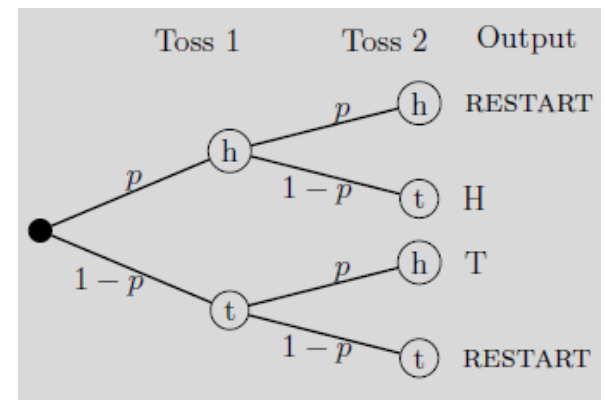 Toss 1 Toss 2 Output
p h RESTART
h
p 1 − p t H
1 − p p h T
t
1 − p t RESTART